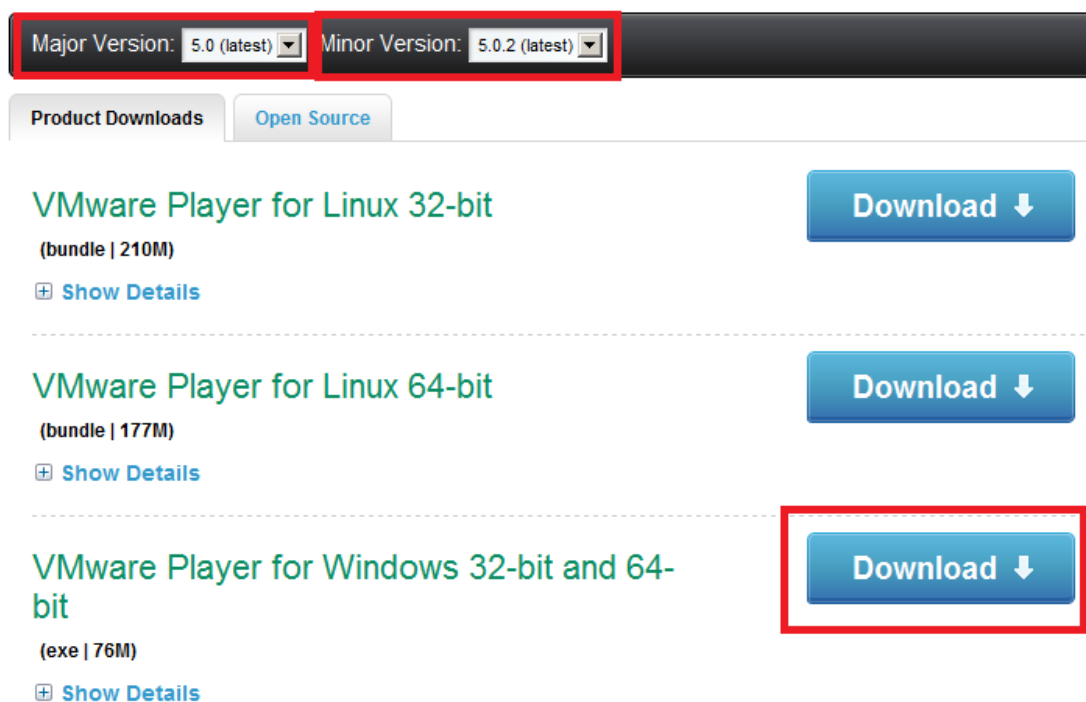 Major Version: 5.0 (latest) Minor Version: 5.0.2 (latest)
Product Downloads Open Source
VMware Player for Linux 32-bit Download
(bundle | 210M)
Show Details
VMware Player for Linux 64-bit Download
(bundle | 177M)
Show Details
VMware Player for Windows 32-bit and 64- Download
bit
(exe | 76M)
Show Details